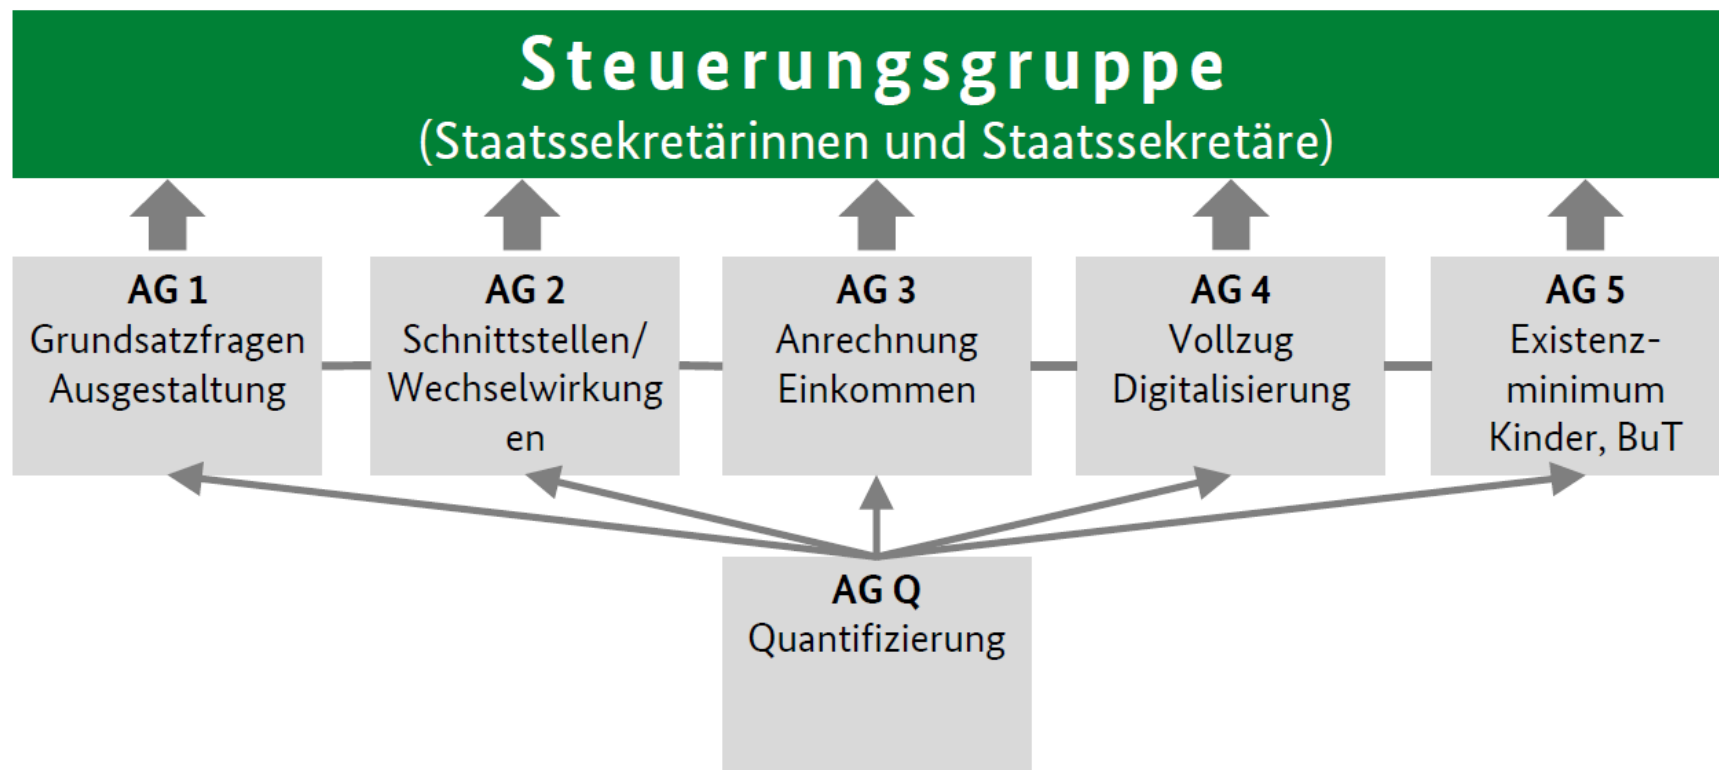 Steuerungsgruppe
(Staatssekretärinnen und Staatssekretäre)
AG 1
Grundsatzfragen
Ausgestaltung
AG 2
Schnittstellen/
Wechselwirkung
en
AG 3
Anrechnung
Einkommen
AG 4
Vollzug
Digitalisierung
AG 5
Existenz-
minimum
Kinder, BuT
AG Q
Quantifizierung